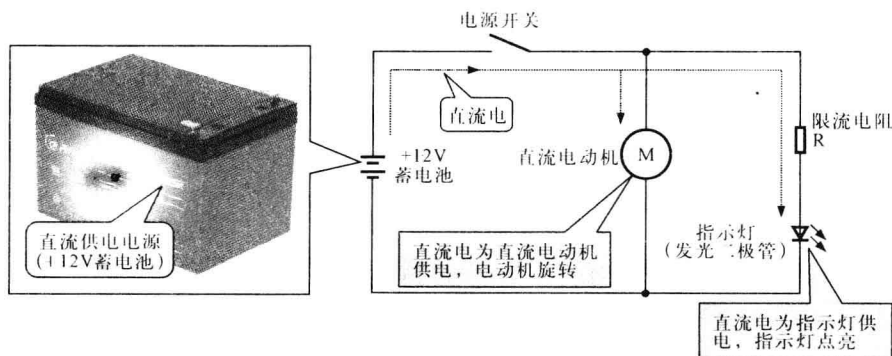 电源开关
直流电
直流供电电源
(+12V蓄电池)
+12V
蓄电池
直流电动机
M
限流电阻
R
直流电为直流电动机
供电，电动机旋转
指示灯
(发光二极管)
直流电为指示灯供
电，指示灯点亮